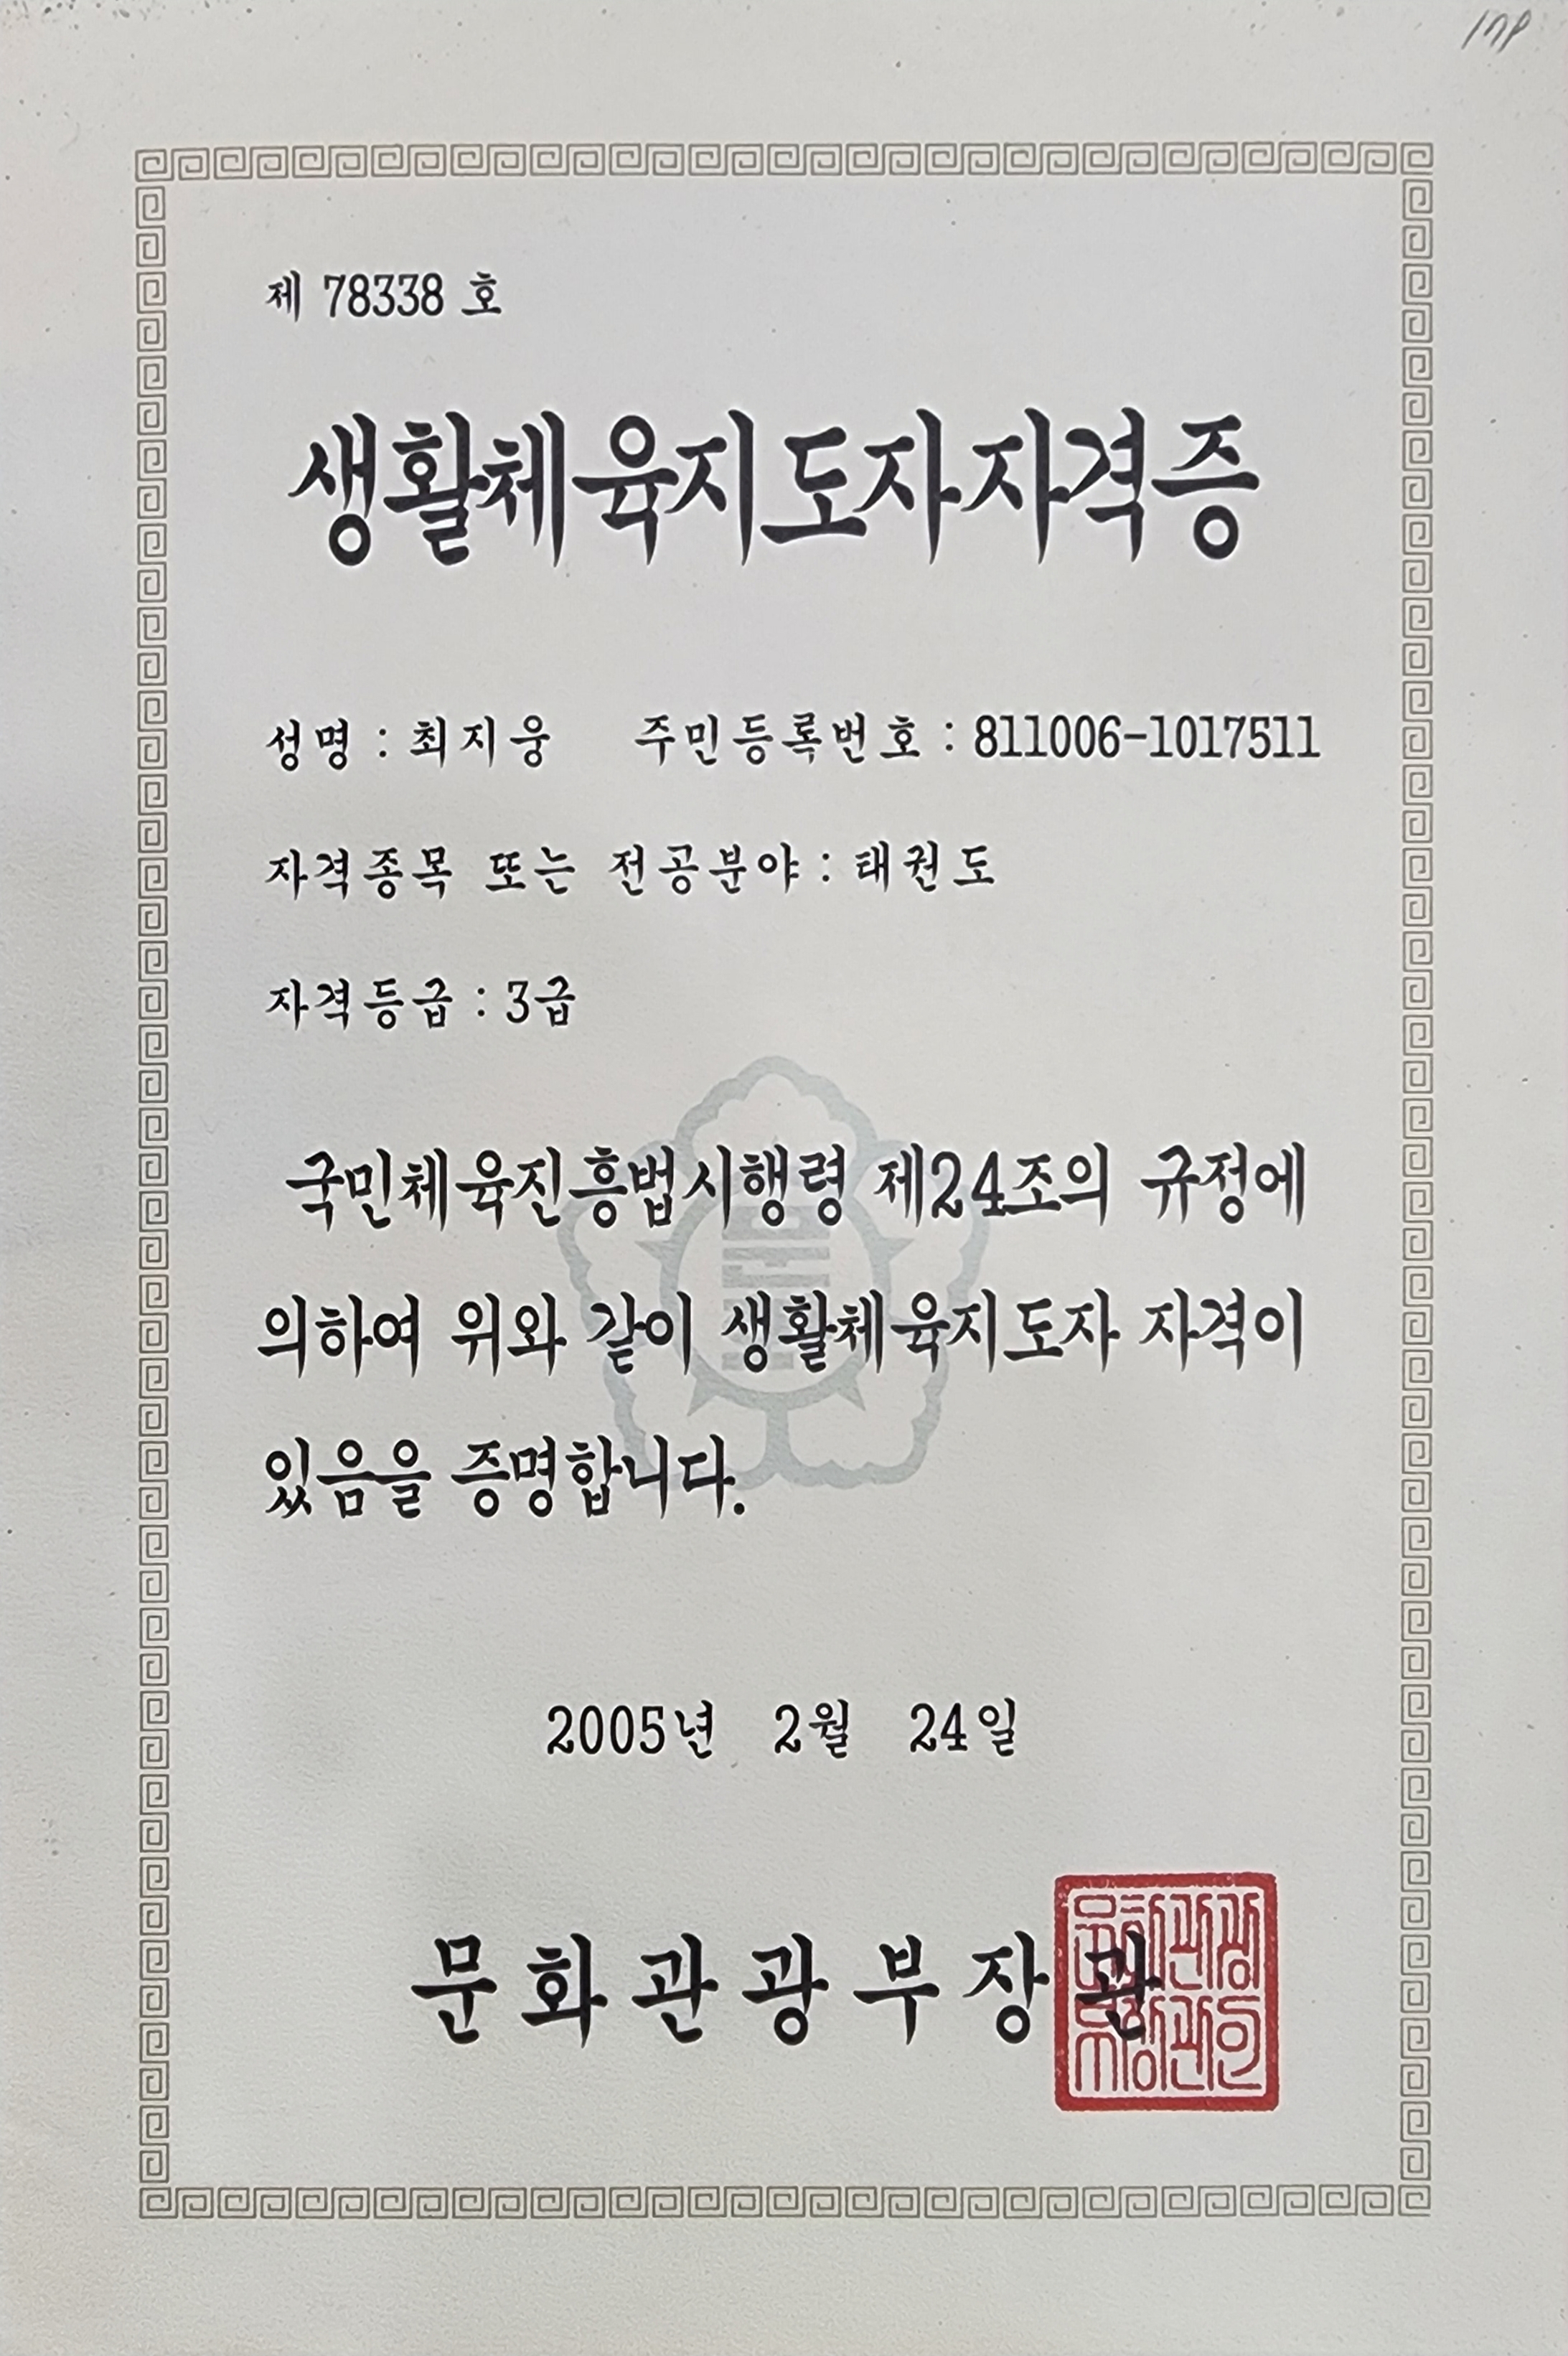 제 78338 호
생활체육지도자자격증
성명 : 최지웅 주민등록번호 : 811006-1017511
자격종목 또는 전공분야 : 태권도
자격등급 : 3급
국민체육진흥법시행령 제24조의 규정에
의하여 위와 같이 생활체육지도자 자격이
있음을 증명합니다.
2005년 2월 24일
문화관광부장관